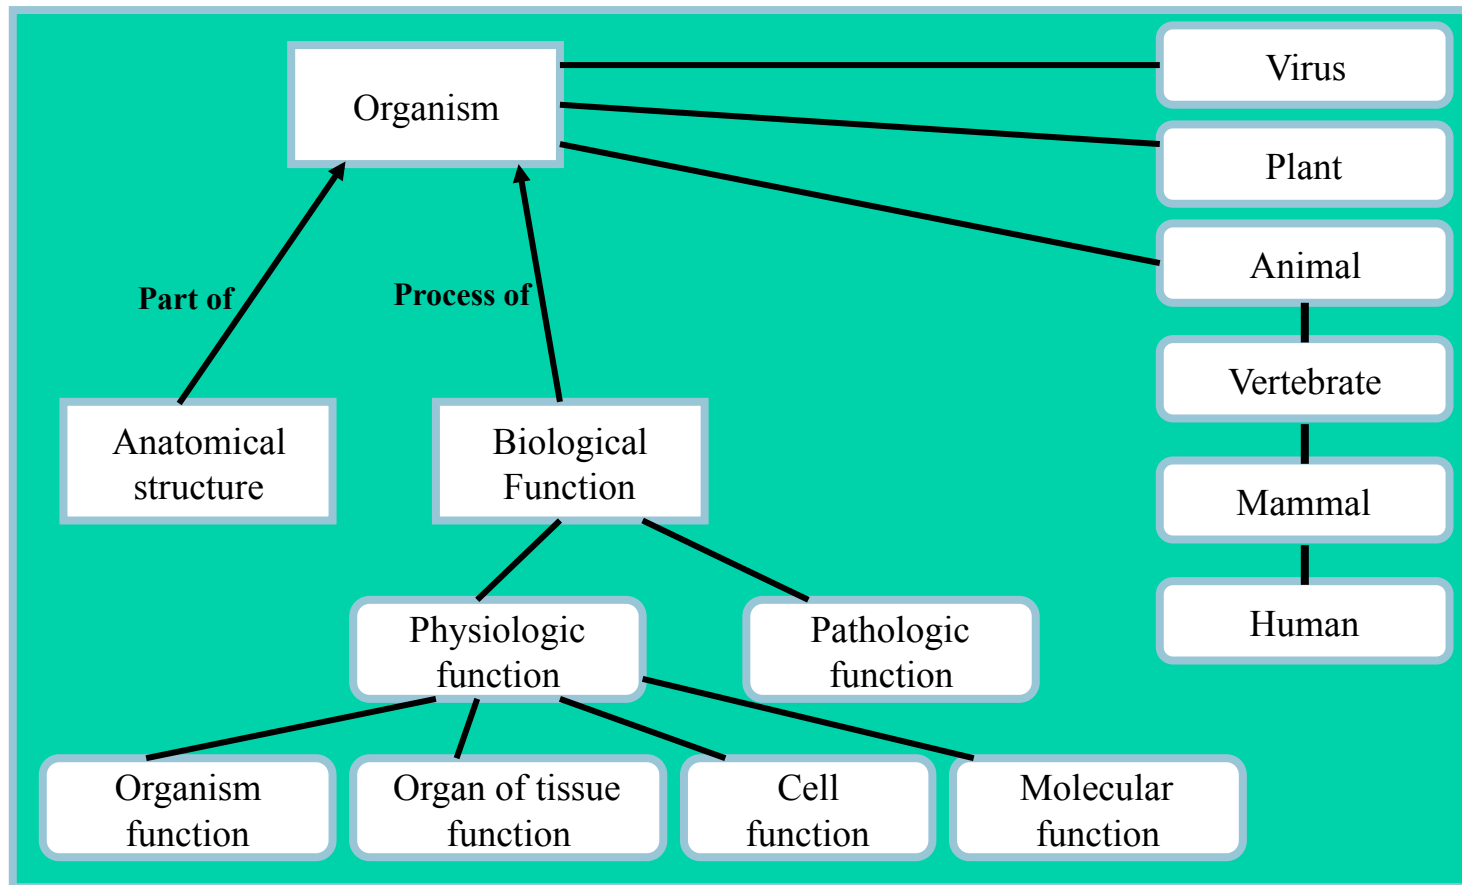 Organism
Virus
Plant
Animal
Part of
Process of
Vertebrate
Anatomical
structure
Biological
Function
Mammal
Human
Physiologic
function
Pathologic
function
Organism
function
Organ of tissue
function
Cell
function
Molecular
function